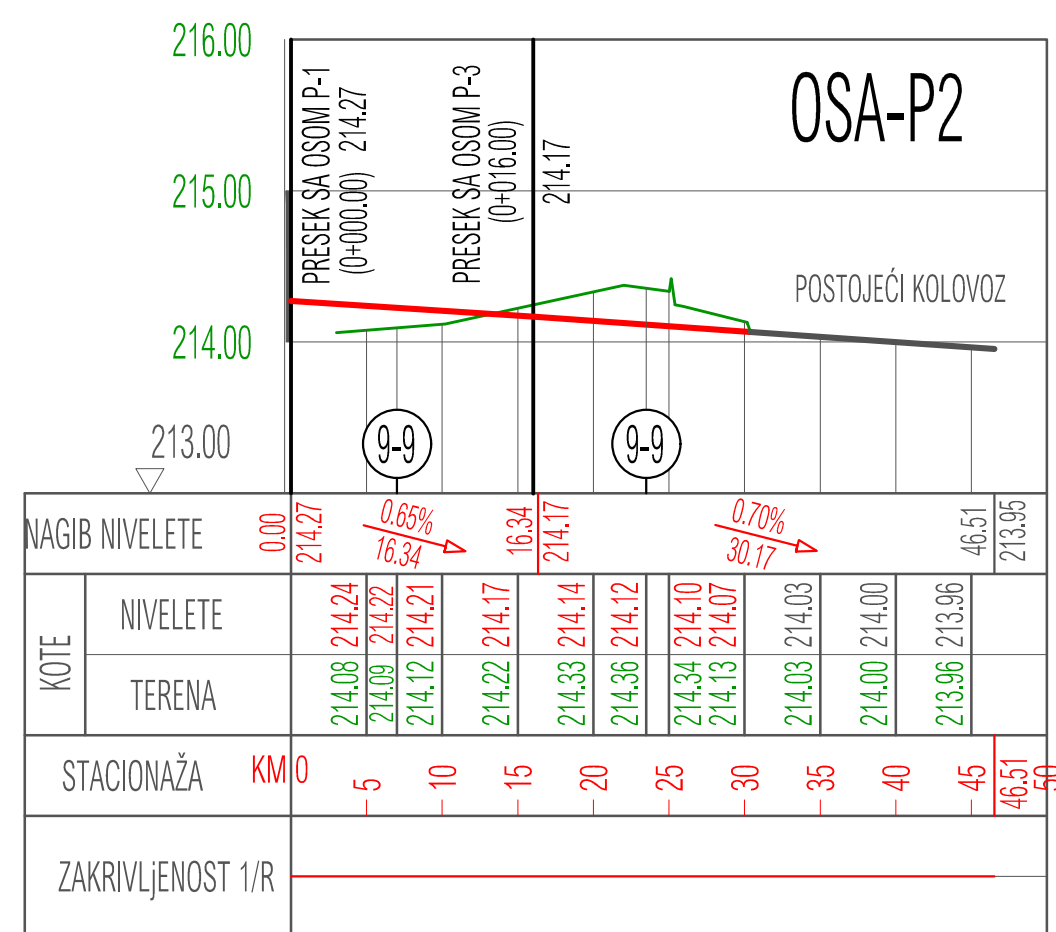 OSA-P2
216.00
215.00
214.00
213.00
PRESEK SA OSOM P-1
(0+000.00) 214.27
PRESEK SA OSOM P-3
(0+016.00)
214.17
POSTOJEĆI KOLOVOZ
9-9
9-9
NAGIB NIVELETE
0.00
214.27
0.65%
16.34
16.34
214.17
0.70%
30.17
46.51
213.95
KOTE
NIVELETE
214.24 214.22 214.21 214.17 214.14 214.12 214.10 214.07 214.03 214.00 213.96
TERENA
214.08 214.09 214.12 214.22 214.33 214.36 214.34 214.13 214.03 214.00 213.96
STACIONAŽA
KM 0 5 10 15 20 25 30 35 40 45 46.51 50
ZAKRIVLjENOST 1/R